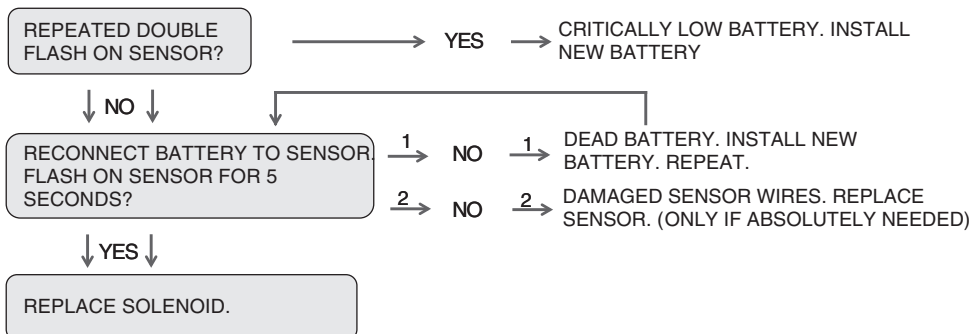 REPEATED DOUBLE
FLASH ON SENSOR?
YES
CRITICALLY LOW BATTERY. INSTALL
NEW BATTERY
NO
RECONNECT BATTERY TO SENSOR.
FLASH ON SENSOR FOR 5
SECONDS?
1
NO
1
DEAD BATTERY. INSTALL NEW
BATTERY. REPEAT.
2
NO
2
DAMAGED SENSOR WIRES. REPLACE
SENSOR. (ONLY IF ABSOLUTELY NEEDED)
YES
REPLACE SOLENOID.